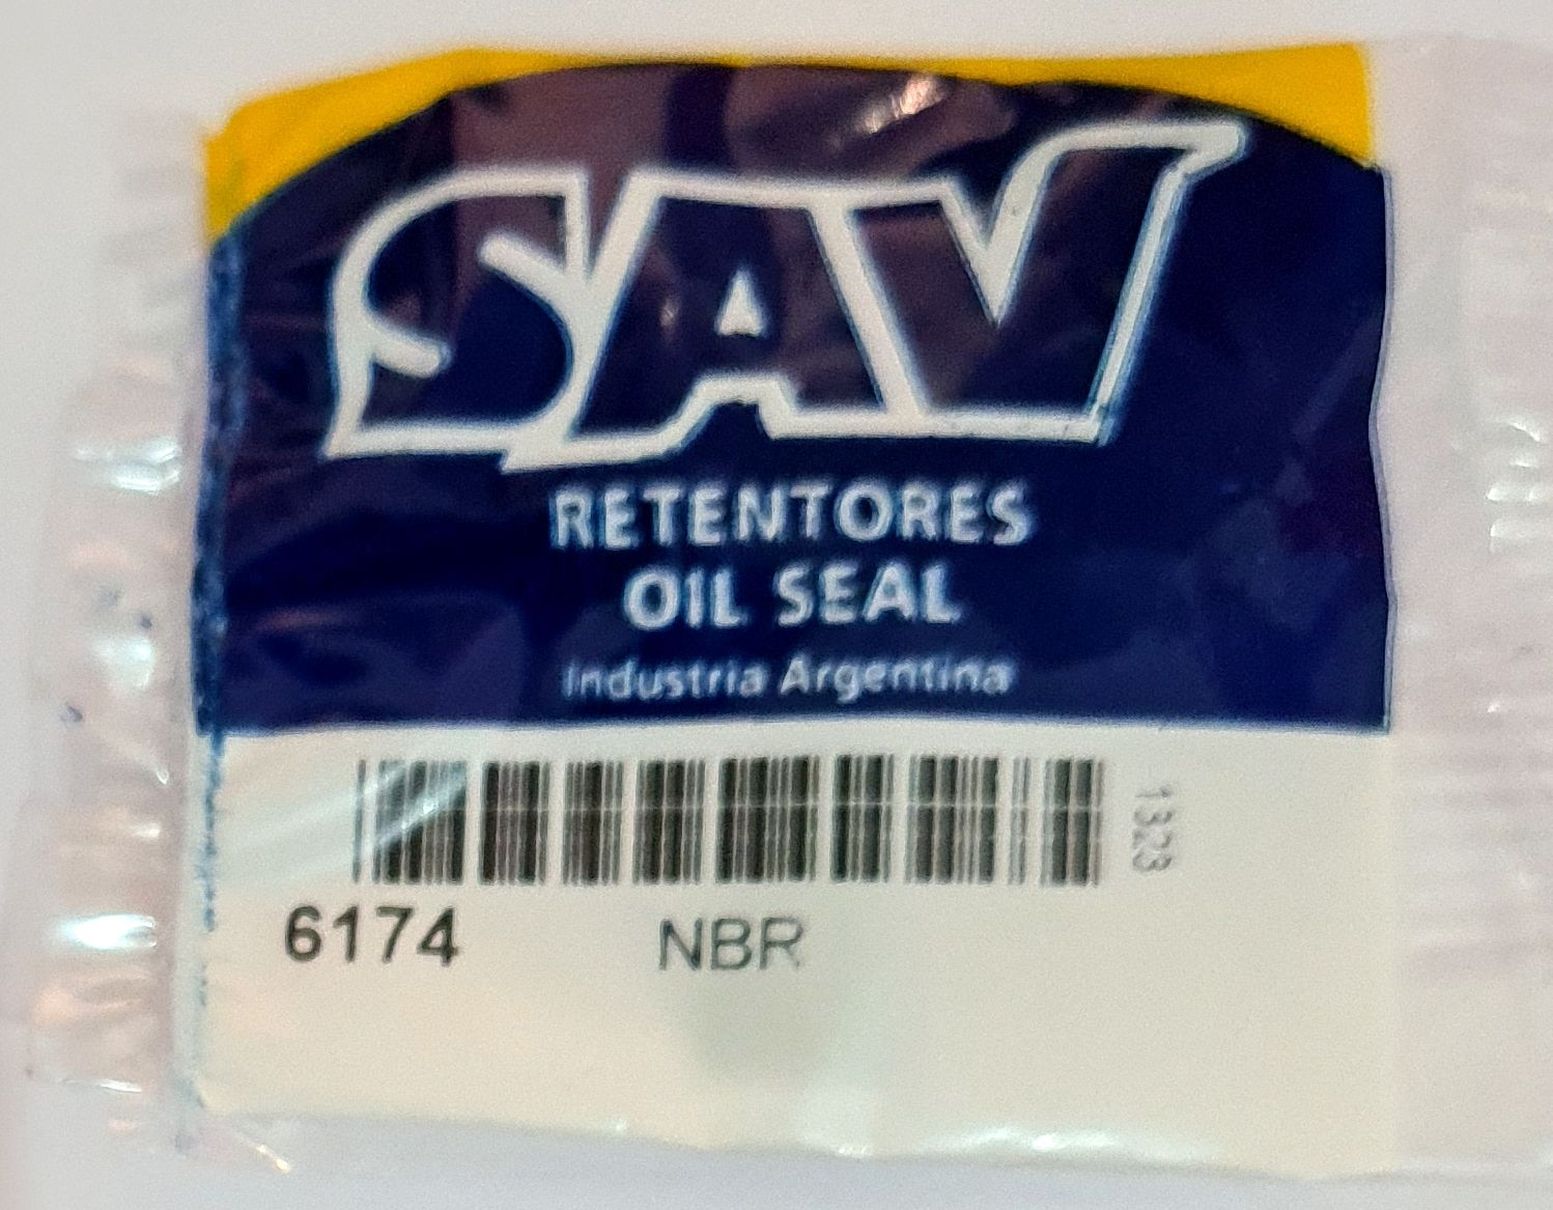 SAV
RETENTORES
OIL SEAL
Industria Argentina
1323
6174 NBR